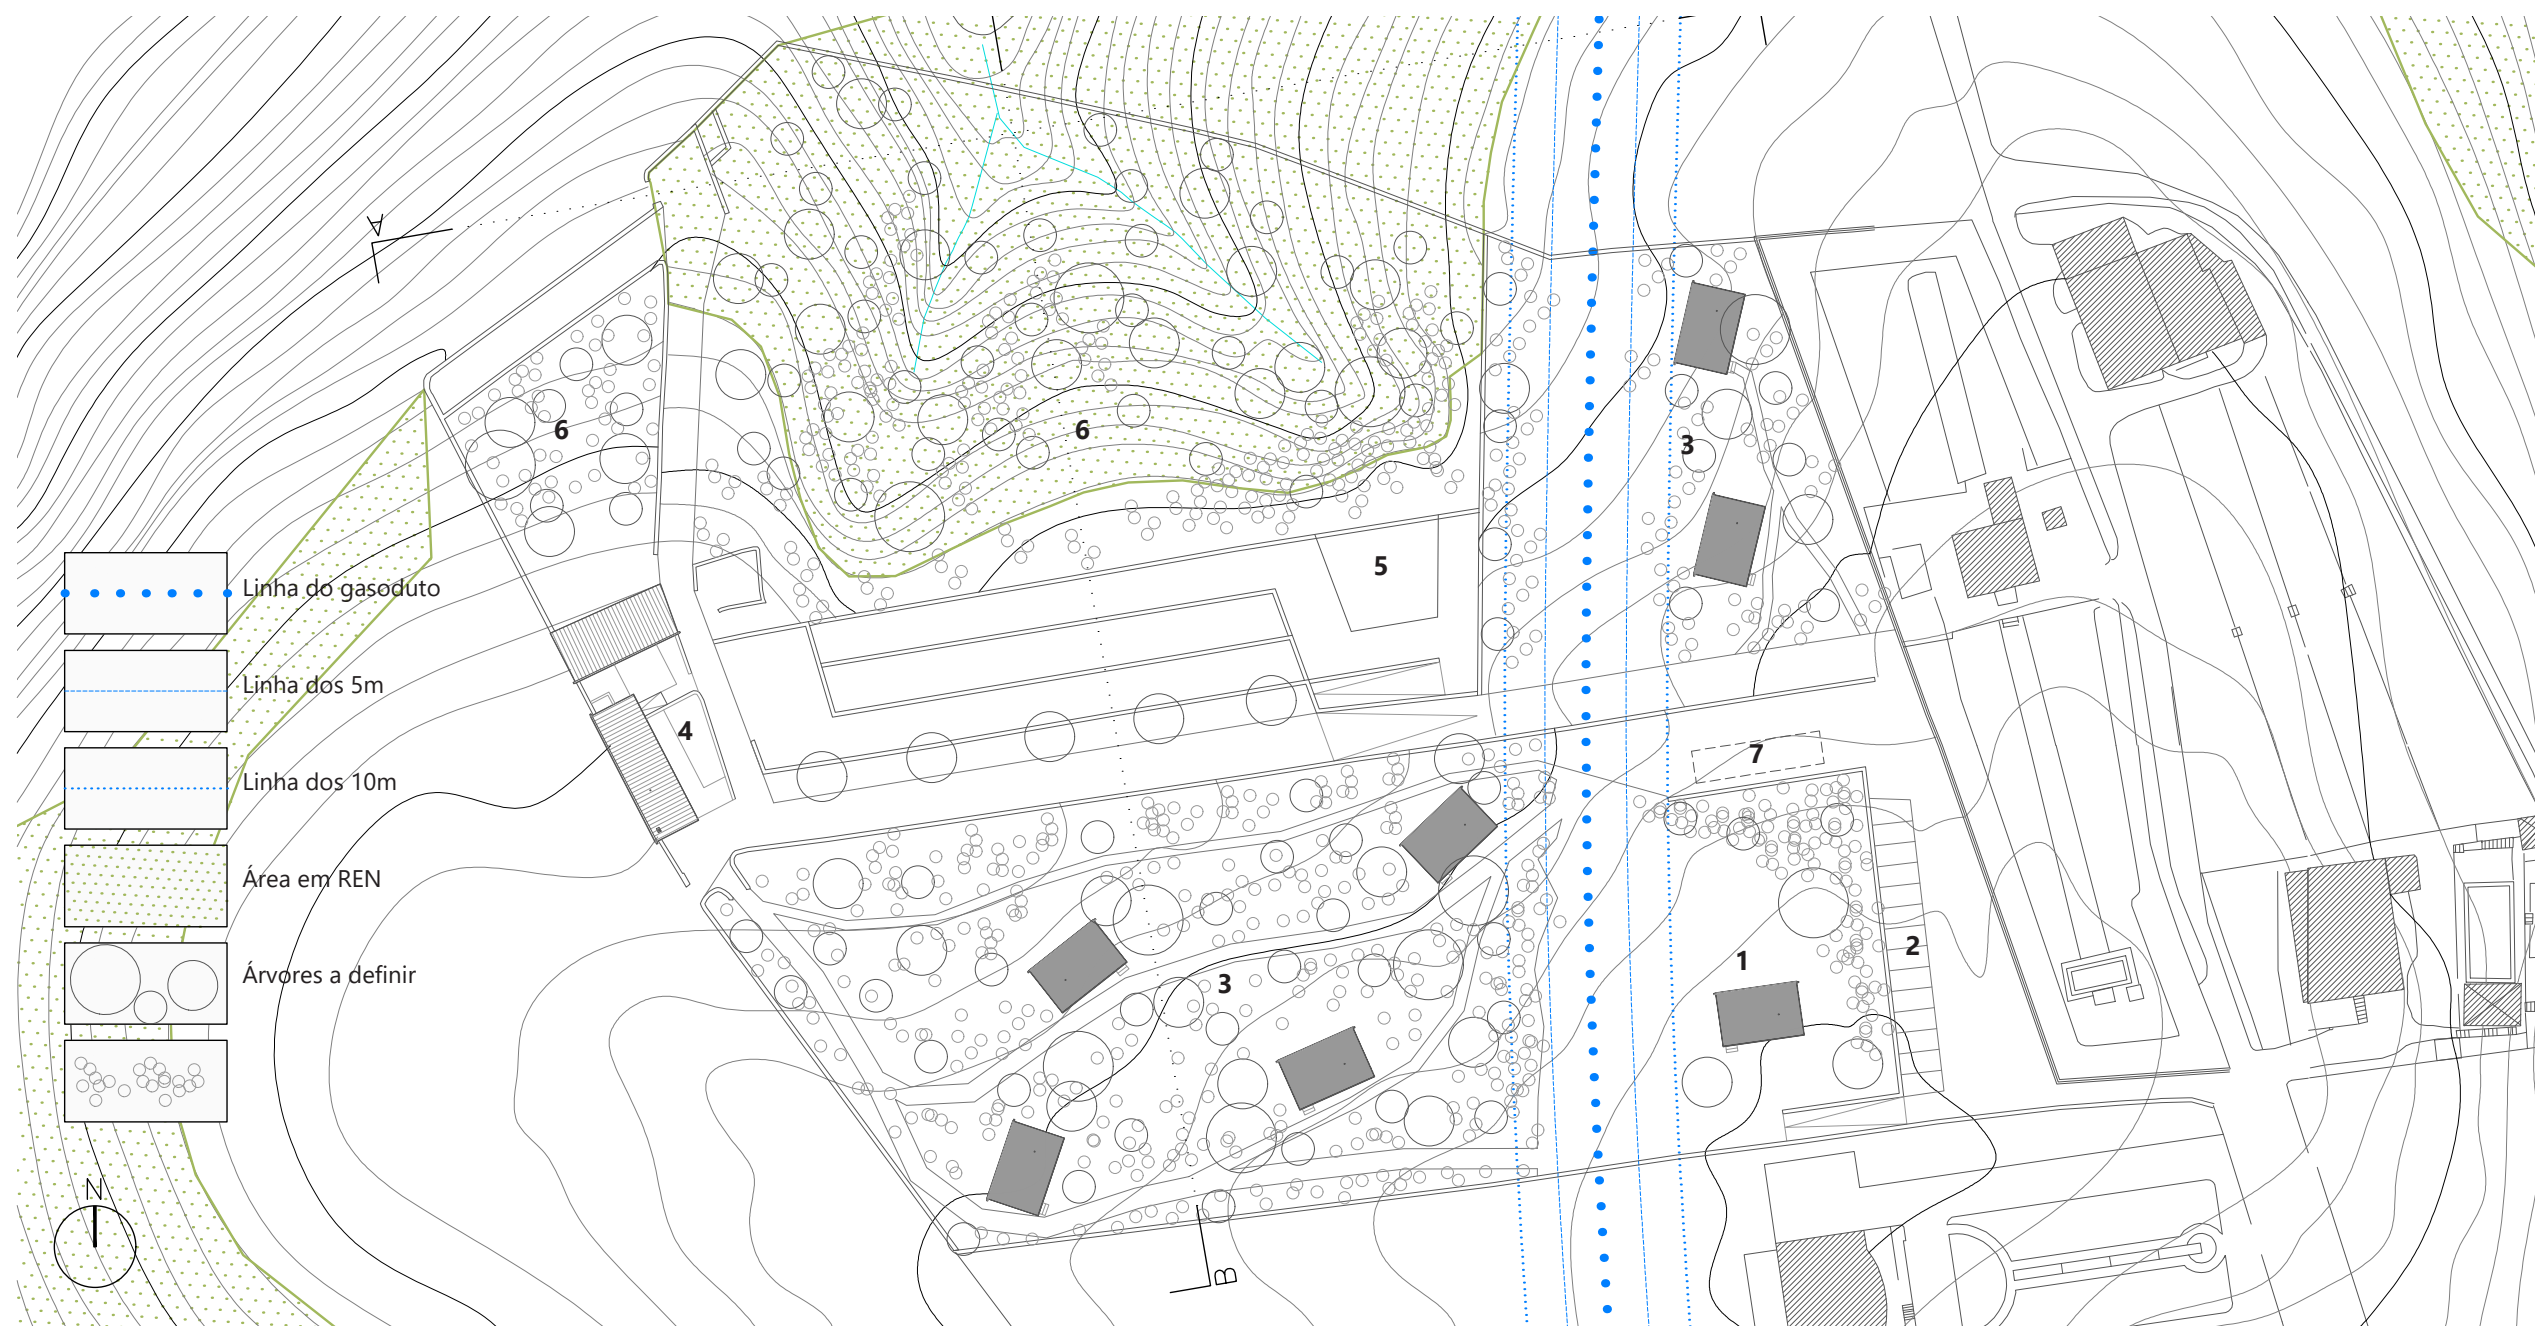 A
6
6
3
5
Linha do gasoduto
Linha dos 5m
4
7
Linha dos 10m
Área em REN
1
2
Árvores a definir
3
N
B